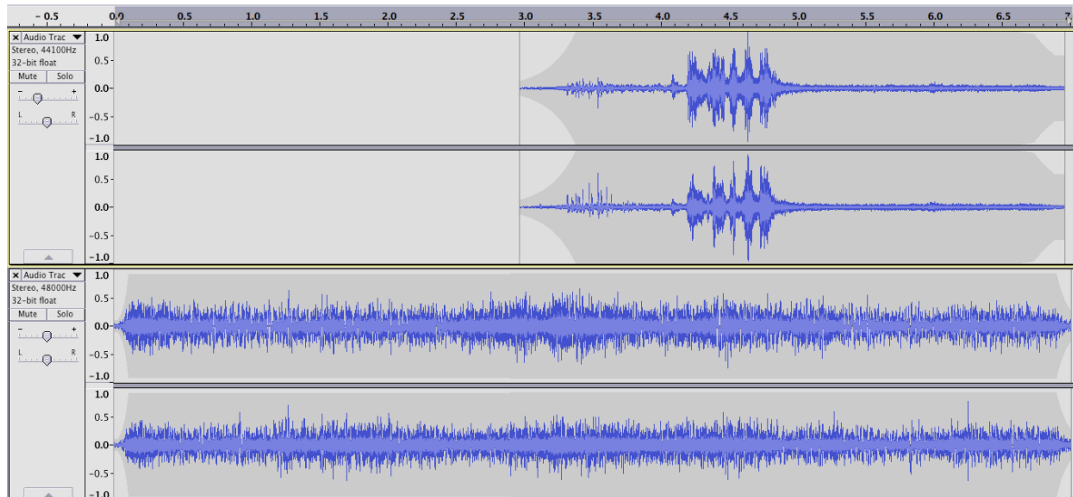 - 0.5 0.0 0.5 1.0 1.5 2.0 2.5 3.0 3.5 4.0 4.5 5.0 5.5 6.0 6.5 7.
× Audio Trac ▼ 1.0
Stereo, 44100Hz
32-bit float 0.5-
Mute Solo
- + 0.0-
L R -0.5-
-1.0
1.0
0.5-
0.0-
-0.5-
-1.0
× Audio Trac ▼ 1.0
Stereo, 48000Hz
32-bit float 0.5-
Mute Solo
- + 0.0-
L R -0.5-
-1.0
1.0
0.5-
0.0-
-0.5-
-1.0